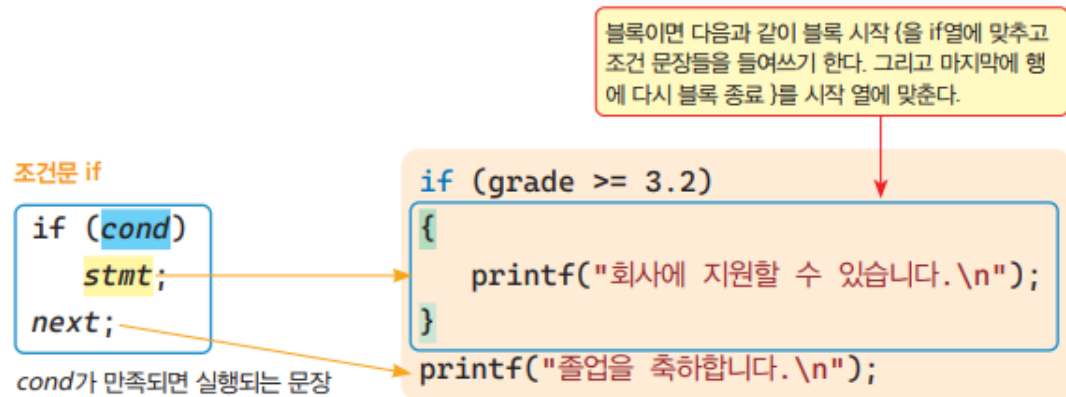 블록이면 다음과 같이 블록 시작 {을 if열에 맞추고
조건 문장들을 들여쓰기 한다. 그리고 마지막에 행
에 다시 블록 종료 }를 시작 열에 맞춘다.
조건문 if
if (cond)
stmt;
next;
cond가 만족되면 실행되는 문장
if (grade >= 3.2)
{
printf("회사에 지원할 수 있습니다.\n");
}
printf("졸업을 축하합니다.\n");